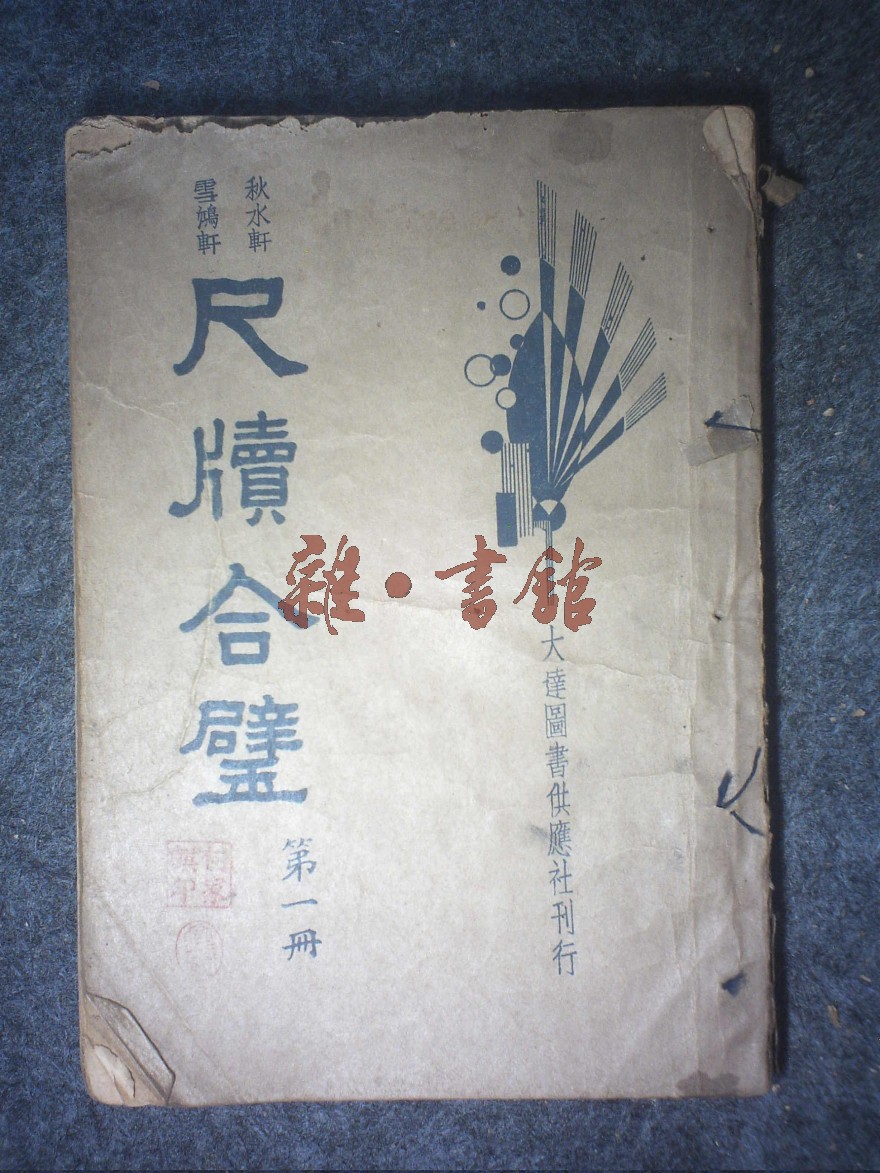 秋水軒
雪鴻軒
尺牘合璧
第一冊
大達圖書供應社刊行
雜·書館